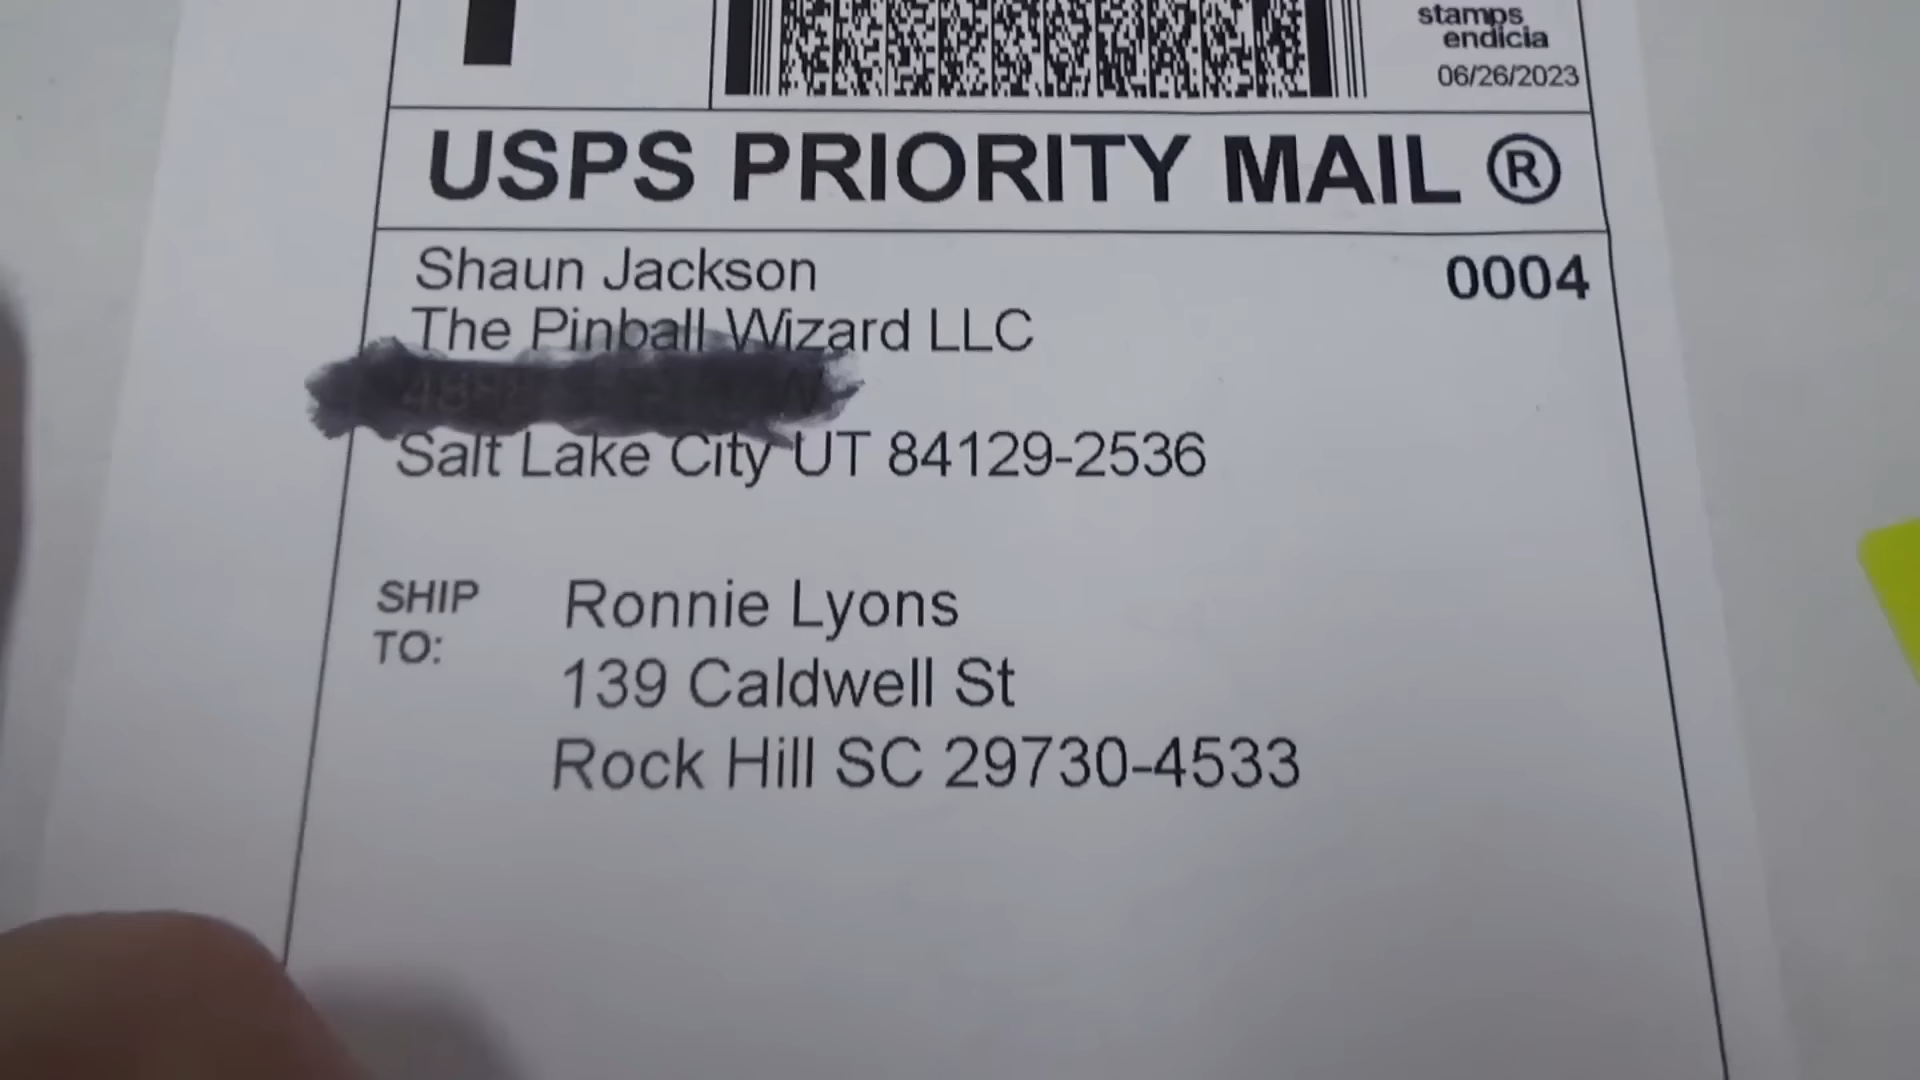 stamps
endicia
06/26/2023
USPS PRIORITY MAIL ®
Shaun Jackson
0004
The Pinball Wizard LLC
Salt Lake City UT 84129-2536
SHIP
TO:
Ronnie Lyons
139 Caldwell St
Rock Hill SC 29730-4533